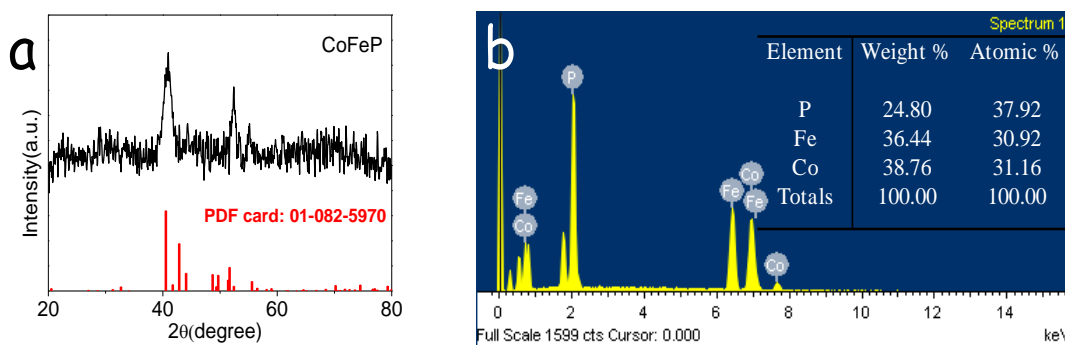 a
CoFeP
Intensity(a.u.)
PDF card: 01-082-5970
20 40 60 80
2θ(degree)
b
Spectrum 1
Element Weight % Atomic %
P 24.80 37.92
Fe 36.44 30.92
Co 38.76 31.16
Totals 100.00 100.00
P
Fe
Co
Fe
Co
Fe
Co
0 2 4 6 8 10 12 14
Full Scale 1599 cts Cursor: 0.000
keV